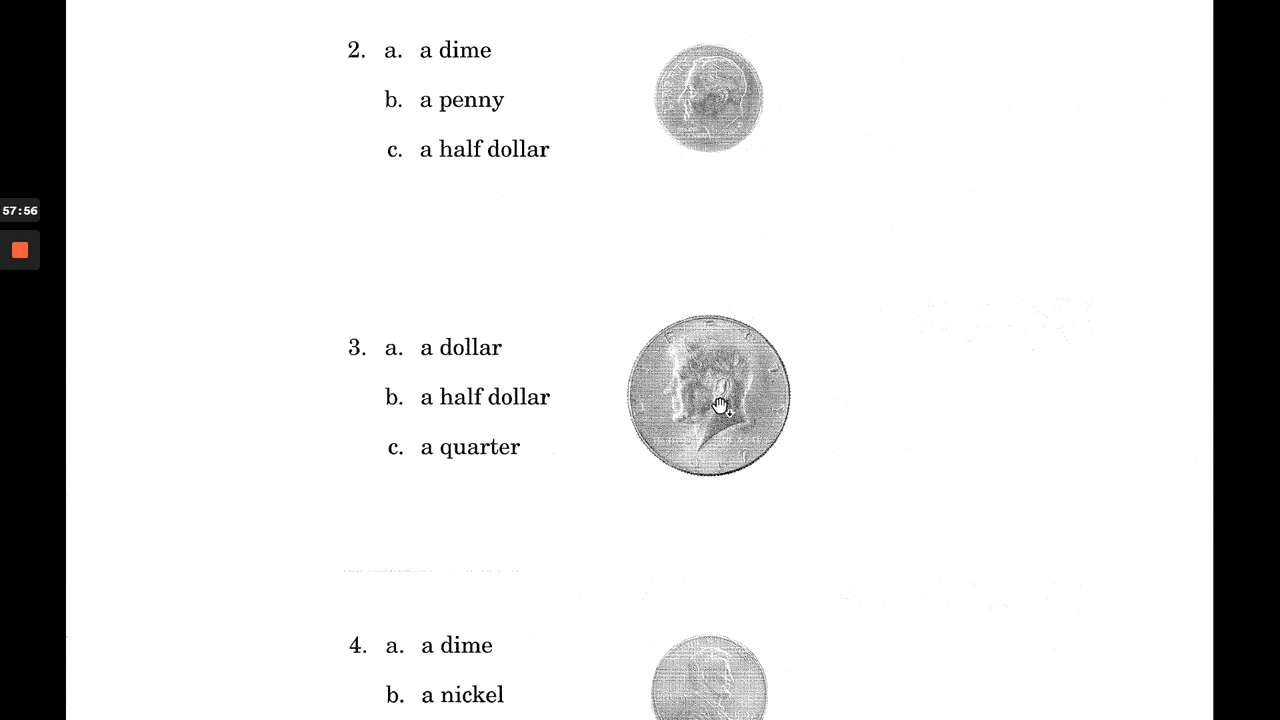 2. a. a dime
b. a penny
c. a half dollar
57:56
3. a. a dollar
b. a half dollar
c. a quarter
4. a. a dime
b. a nickel